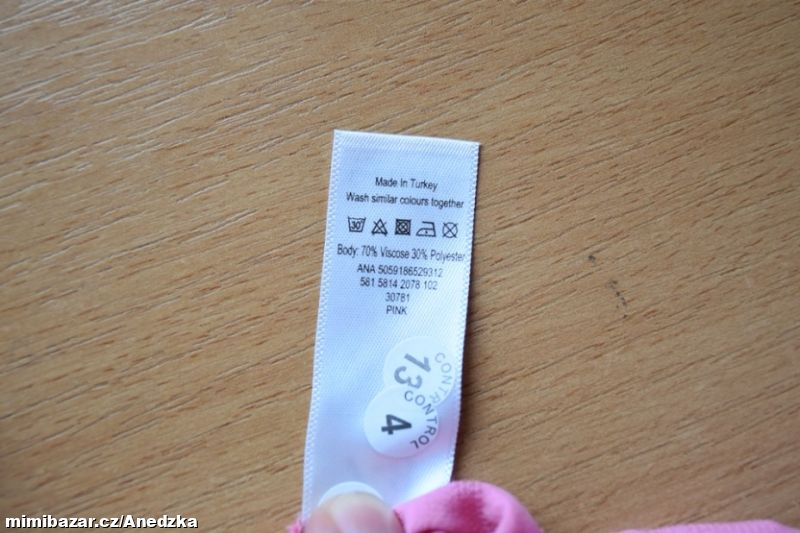 Made In Turkey
Wash similar colours together
30°
Body: 70% Viscose 30% Polyester
ANA 5059186529312
581 5814 2078 102
30781
PINK
13
CONTR
4
CONTROL
mimibazar.cz/Anedzka